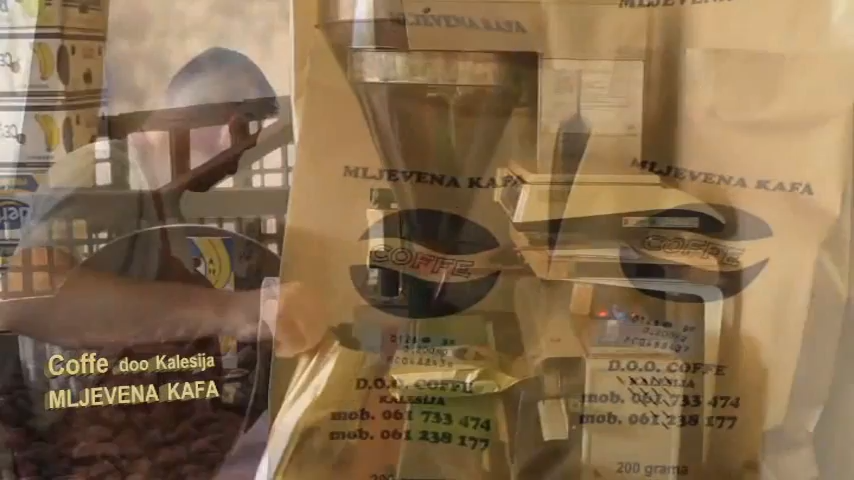 MLJEVENA KAFA
MLJEVENA
MLJEVENA KAFA
MLJEVENA KAFA
COFFE
COFFE
D.O.O. COFFE
KALESIJA
mob. 061 733 474
mob. 061 238 177
D.O.O. COFFE
KALESIJA
mob. 061 733 474
mob. 061 238 177
200 grama
Coffe doo Kalesija
MLJEVENA KAFA